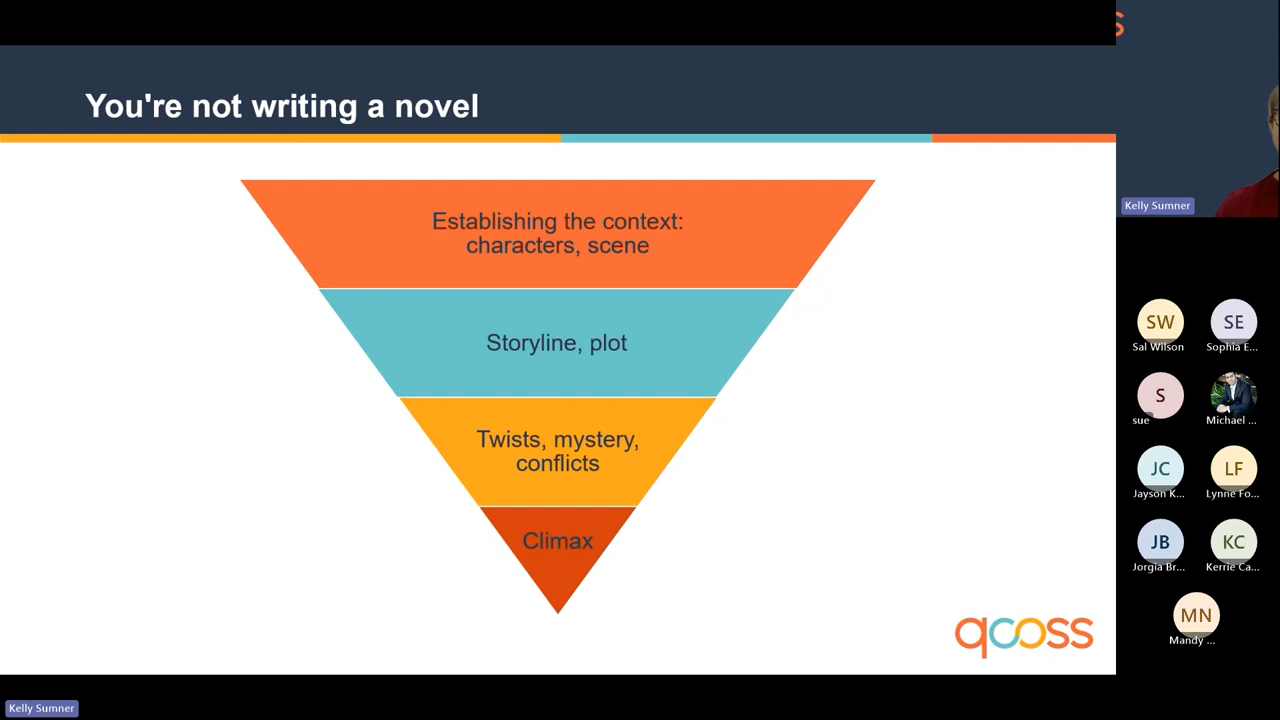 You're not writing a novel
Establishing the context:
characters, scene
Storyline, plot
Twists, mystery,
conflicts
Climax
qcoss
Kelly Sumner
SW
Sal Wilson
SE
Sophia E...
S
sue
Michael ...
JC
Jayson K...
LF
Lynne Fo...
JB
Jorgia Br...
KC
Kerrie Ca...
MN
Mandy ...
Kelly Sumner